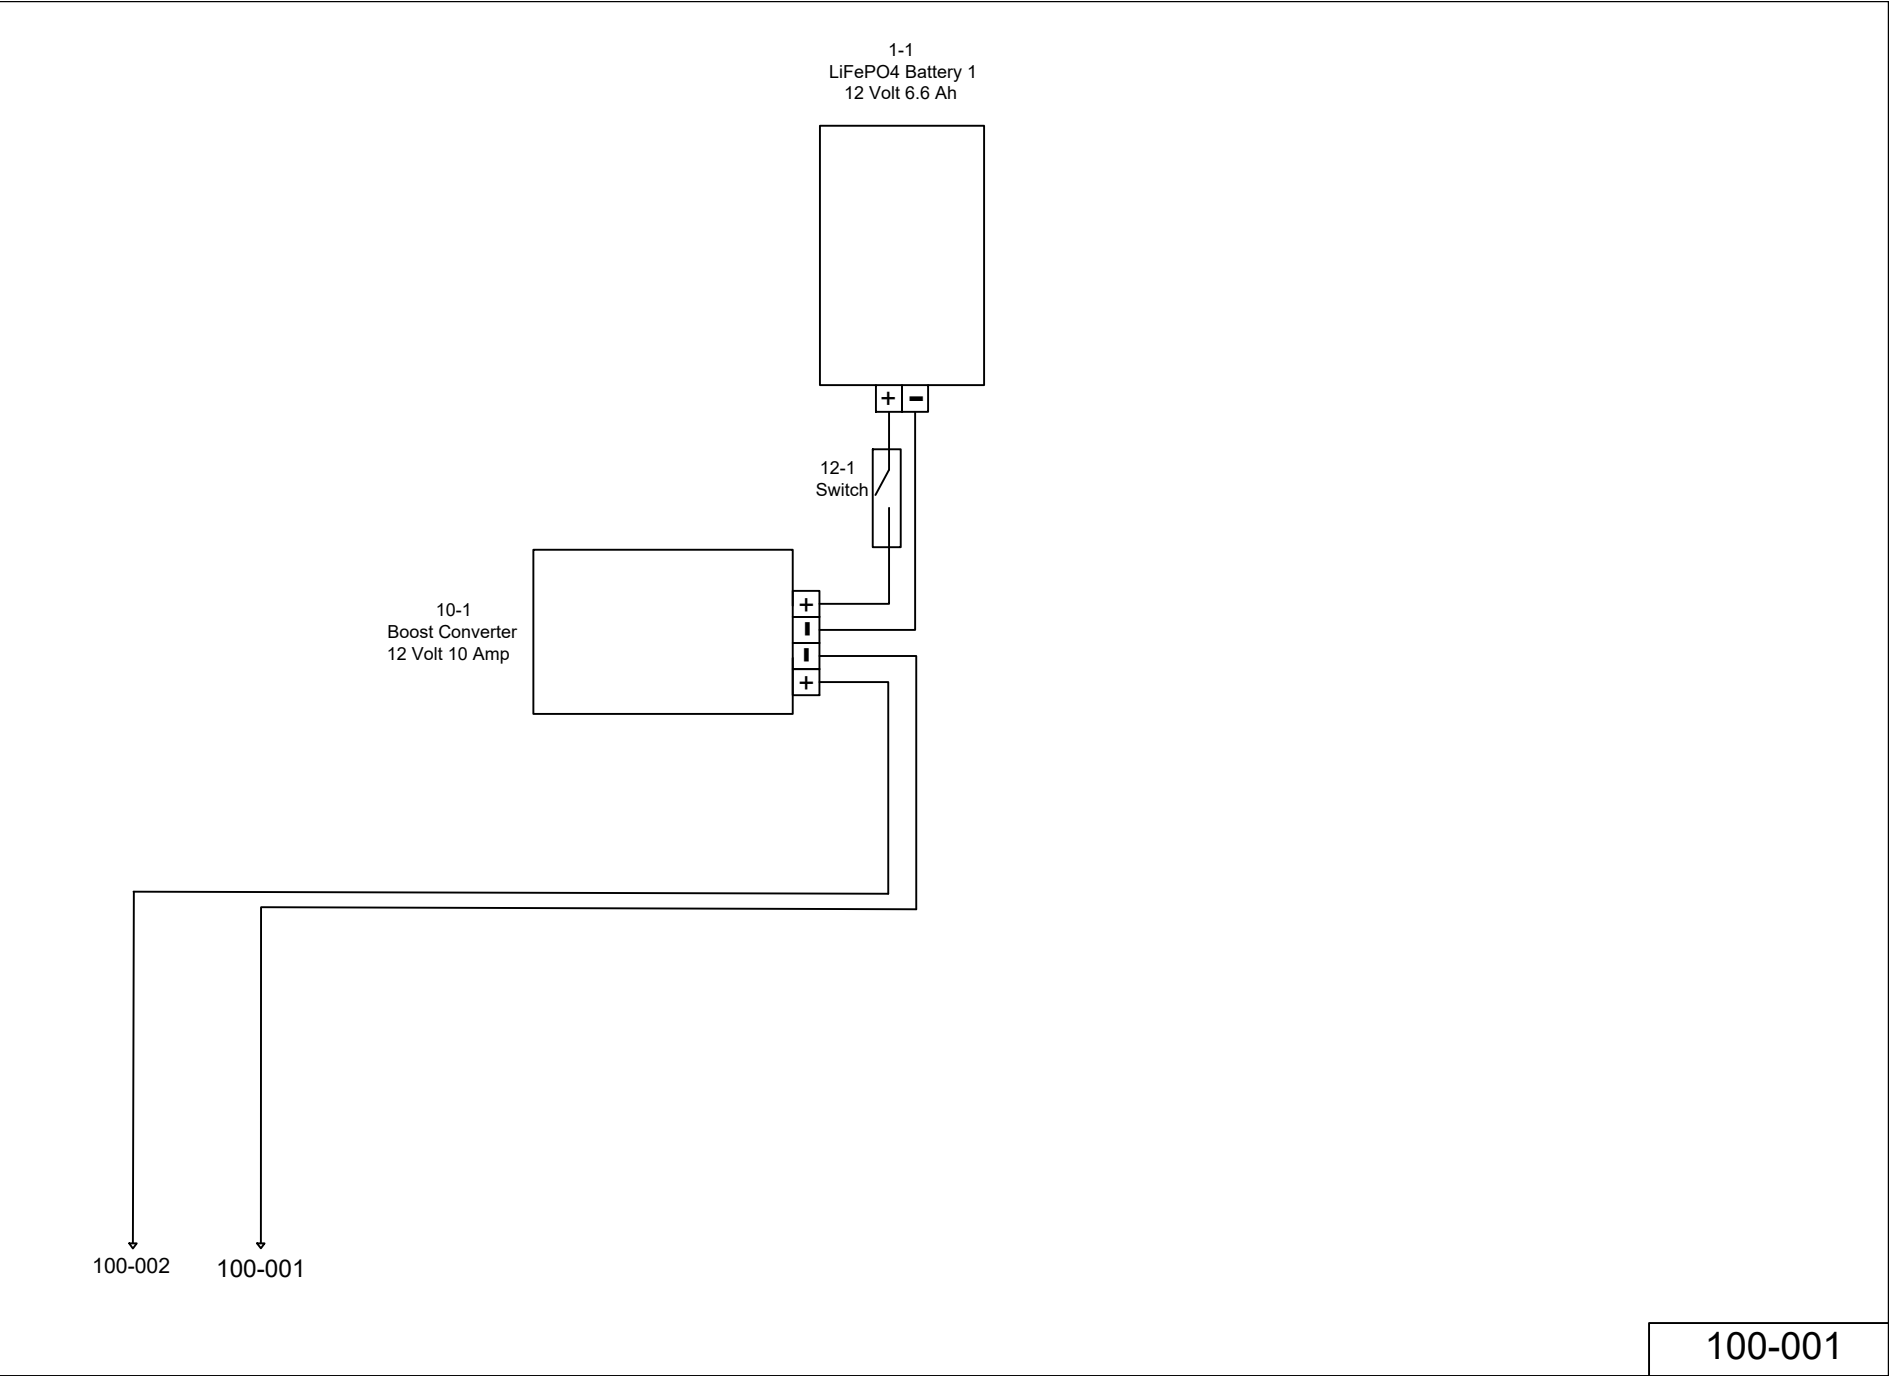 1-1
LiFePO4 Battery 1
12 Volt 6.6 Ah
+ -
12-1
Switch
10-1
Boost Converter
12 Volt 10 Amp
+
-
-
+
100-002
100-001
100-001